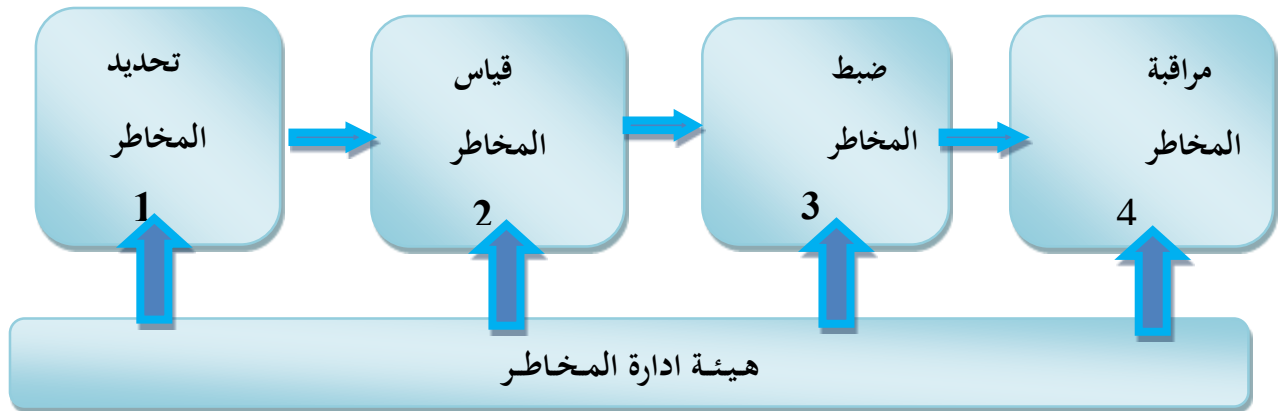 تحديد
المخاطر
1
قياس
المخاطر
2
ضبط
المخاطر
3
مراقبة
المخاطر
4
هيئة ادارة المخاطر